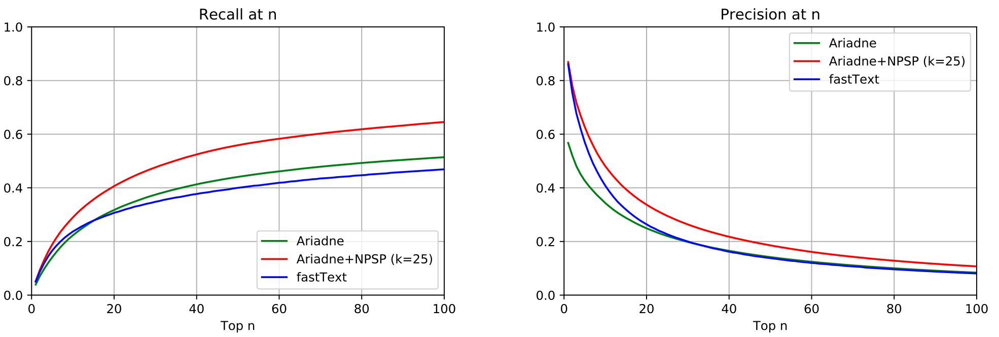 Recall at n
1.0
0.8
0.6
0.4
0.2
0.0
0 20 40 60 80 100
Top n
Ariadne
Ariadne+NPSP (k=25)
fastText
Precision at n
1.0
0.8
0.6
0.4
0.2
0.0
0 20 40 60 80 100
Top n
Ariadne
Ariadne+NPSP (k=25)
fastText